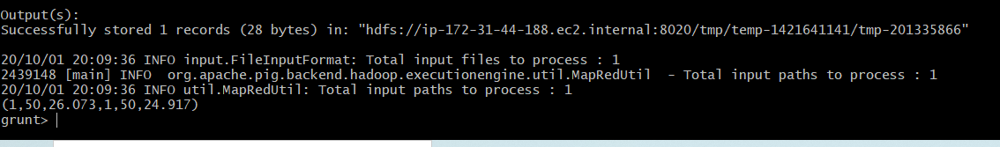 Output(s):
Successfully stored 1 records (28 bytes) in: "hdfs://ip-172-31-44-188.ec2.internal:8020/tmp/temp-1421641141/tmp-201335866"
20/10/01 20:09:36 INFO input.FileInputFormat: Total input files to process : 1
2439148 [main] INFO  org.apache.pig.backend.hadoop.executionengine.util.MapRedUtil  - Total input paths to process : 1
20/10/01 20:09:36 INFO util.MapRedUtil: Total input paths to process : 1
(1,50,26.073,1,50,24.917)
grunt>